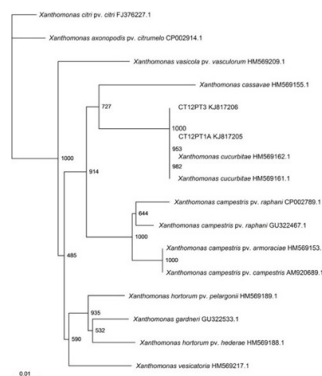 Xanthomonas citri pv. citri FJ376227.1
Xanthomonas axonopodis pv. citrumelo CP002914.1
Xanthomonas vasicola pv. vasculorum HM569209.1
Xanthomonas cassavae HM569155.1
727
CT12PT3 KJ817206
1000
CT12PT1A KJ817205
953
1000
Xanthomonas cucurbitae HM569162.1
982
914
Xanthomonas cucurbitae HM569161.1
Xanthomonas campestris pv. raphani CP002789.1
644
Xanthomonas campestris pv. raphani GU322467.1
1000
Xanthomonas campestris pv. armoraciae HM569153.
485
1000
Xanthomonas campestris pv. campestris AM920689.1
Xanthomonas hortorum pv. pelargonii HM569189.1
935
Xanthomonas gardneri GU322533.1
532
590
Xanthomonas hortorum pv. hederae HM569188.1
Xanthomonas vesicatoria HM569217.1
0.01